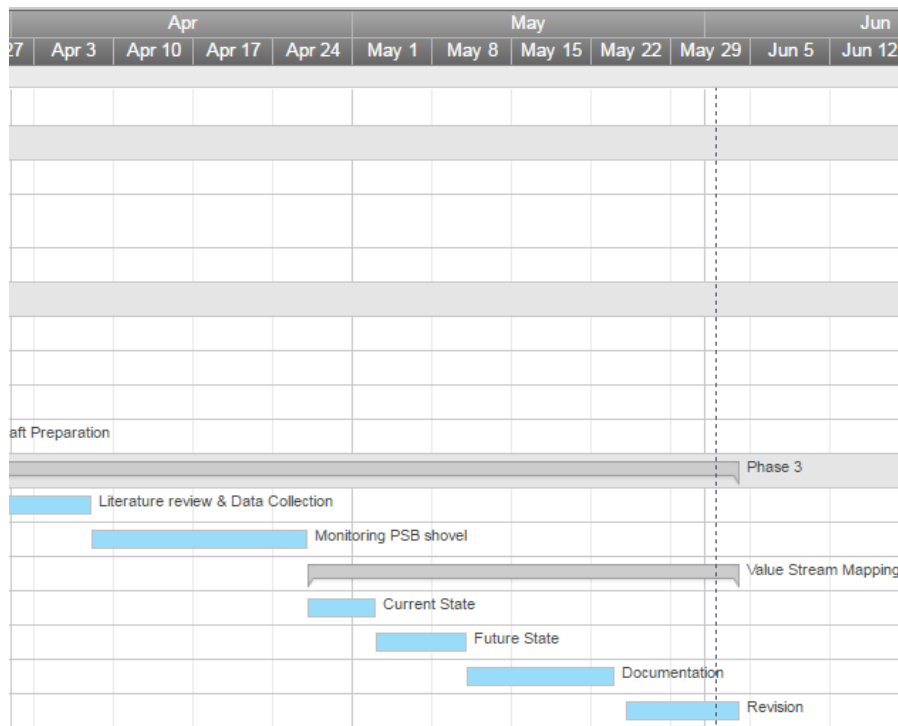 Apr May Jun
27 Apr 3 Apr 10 Apr 17 Apr 24 May 1 May 8 May 15 May 22 May 29 Jun 5 Jun 12
aft Preparation
Phase 3
Literature review & Data Collection
Monitoring PSB shovel
Value Stream Mapping
Current State
Future State
Documentation
Revision